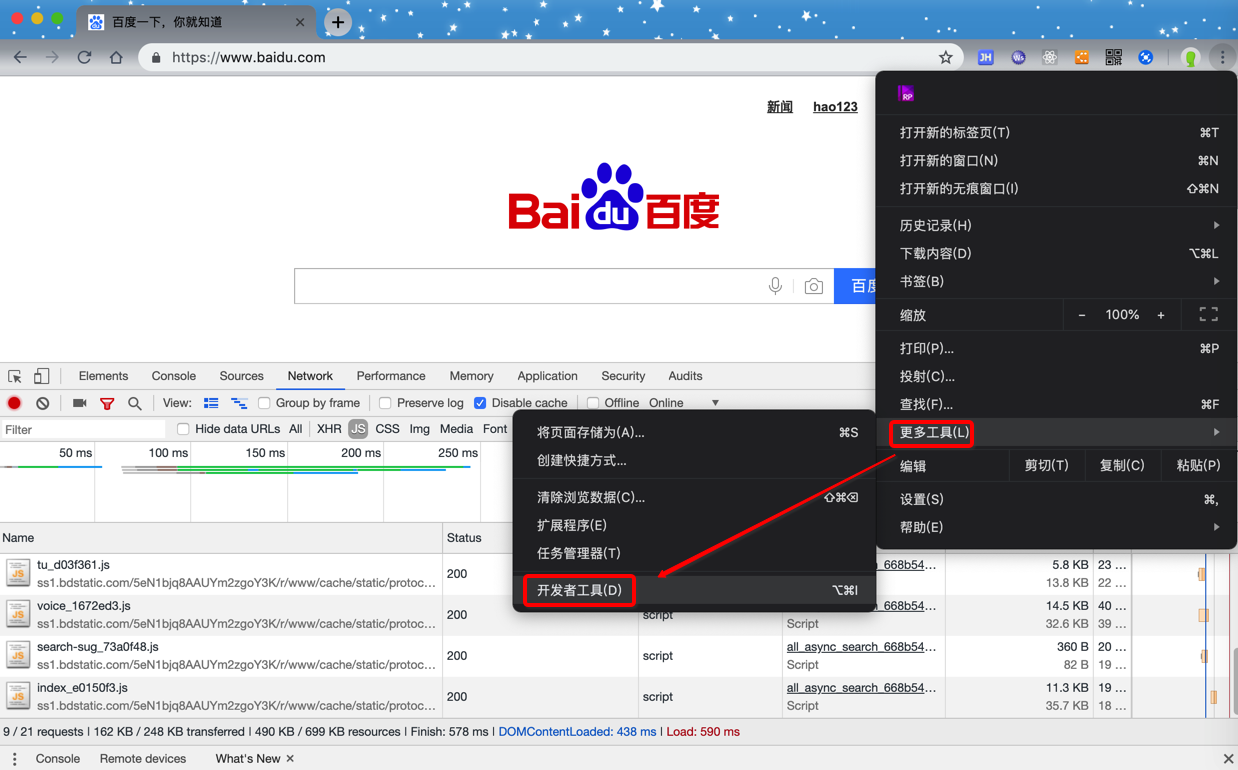 百度一下，你就知道
https://www.baidu.com
JH
Ws
新闻 hao123
Bai du 百度
RP
打开新的标签页(T) ⌘T
打开新的窗口(N) ⌘N
打开新的无痕窗口(I) ⇧⌘N
历史记录(H)
下载内容(D) ⌥⌘L
书签(B)
缩放 - 100% +
打印(P)... ⌘P
投射(C)...
查找(F)... ⌘F
更多工具(L)
编辑 剪切(T) 复制(C) 粘贴(P)
设置(S) ⌘,
帮助(E)
将页面存储为(A)... ⌘S
创建快捷方式...
清除浏览数据(C)... ⇧⌘⌫
扩展程序(E)
任务管理器(T)
开发者工具(D) ⌥⌘I
Elements Console Sources Network Performance Memory Application Security Audits
View: Group by frame Preserve log Disable cache Offline Online
Filter Hide data URLs All XHR JS CSS Img Media Font
50 ms 100 ms 150 ms 200 ms 250 ms
Name Status
tu_d03f361.js
ss1.bdstatic.com/5eN1bjq8AAUYm2zgoY3K/r/www/cache/static/protoc…
200
_668b54…
5.8 KB 23 …
13.8 KB 22 …
voice_1672ed3.js
ss1.bdstatic.com/5eN1bjq8AAUYm2zgoY3K/r/www/cache/static/protoc…
200 script
_668b54…
Script
14.5 KB 40 …
32.6 KB 39 …
search-sug_73a0f48.js
ss1.bdstatic.com/5eN1bjq8AAUYm2zgoY3K/r/www/cache/static/protoc…
200 script
all_async_search_668b54…
Script
360 B 20 …
82 B 19 …
index_e0150f3.js
ss1.bdstatic.com/5eN1bjq8AAUYm2zgoY3K/r/www/cache/static/protoc…
200 script
all_async_search_668b54…
Script
11.3 KB 19 …
35.7 KB 18 …
9 / 21 requests | 162 KB / 248 KB transferred | 490 KB / 699 KB resources | Finish: 578 ms | DOMContentLoaded: 438 ms | Load: 590 ms
Console Remote devices What's New